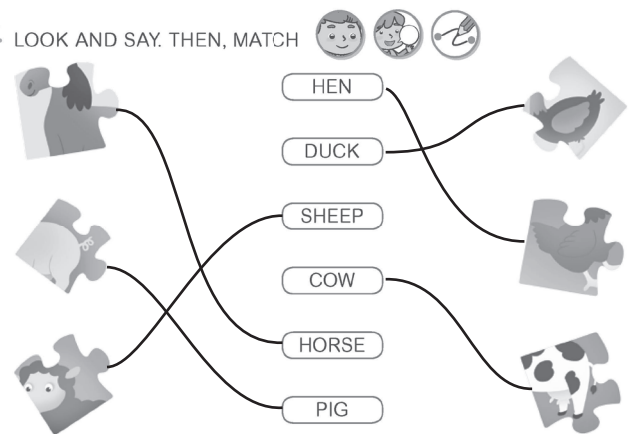 LOOK AND SAY. THEN, MATCH
HEN
DUCK
SHEEP
COW
HORSE
PIG